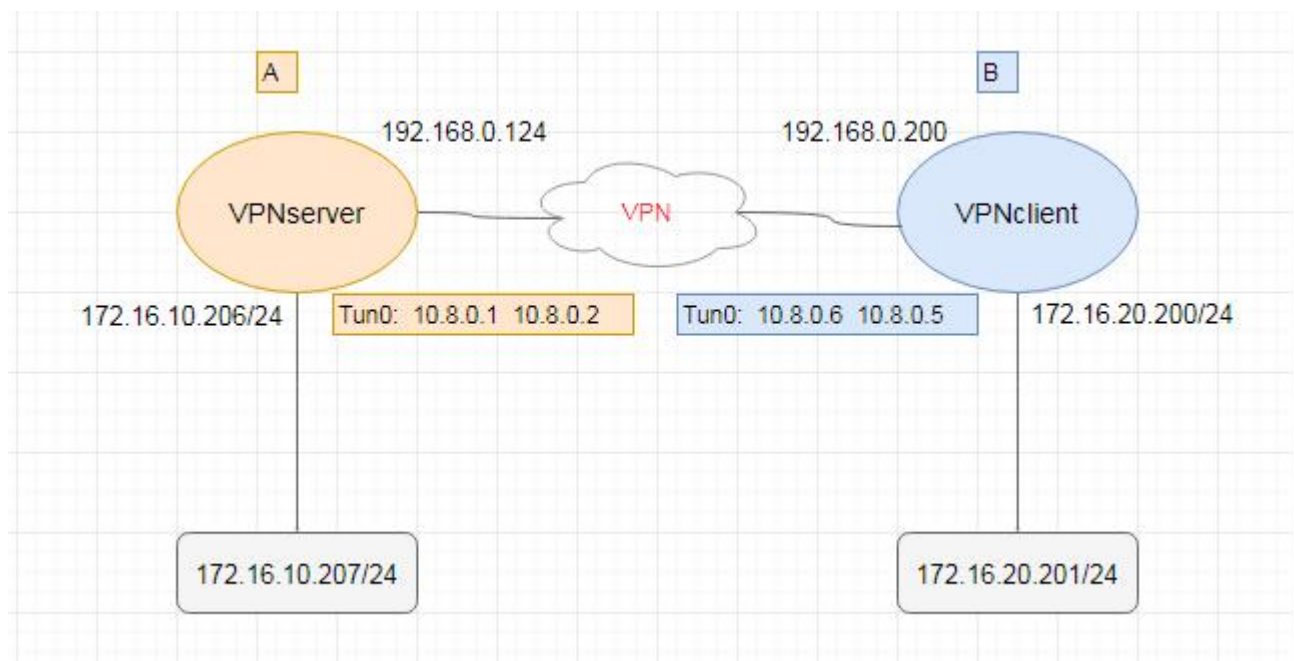 A
B
192.168.0.124
192.168.0.200
VPNserver
VPN
VPNclient
172.16.10.206/24
Tun0: 10.8.0.1 10.8.0.2
Tun0: 10.8.0.6 10.8.0.5
172.16.20.200/24
172.16.10.207/24
172.16.20.201/24